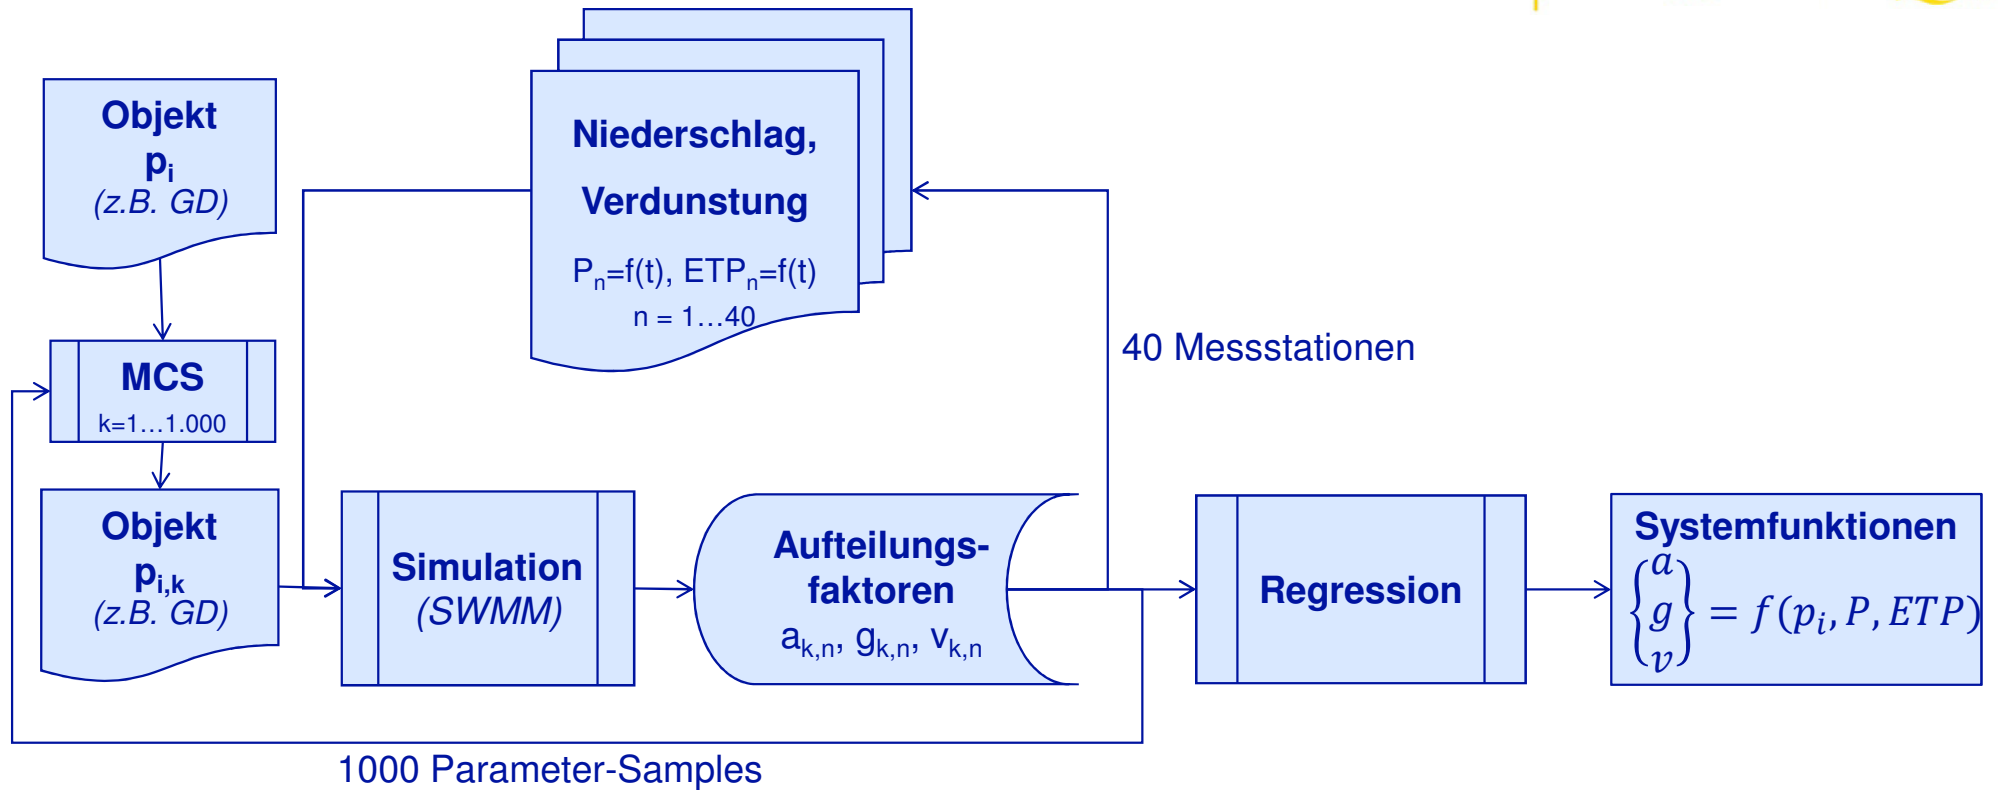 Objekt
pi
(z.B. GD)
MCS
k=1…1.000
Objekt
pi,k
(z.B. GD)
Niederschlag,
Verdunstung
Pn=f(t), ETPn=f(t)
n = 1…40
40 Messstationen
Simulation
(SWMM)
Aufteilungs-
faktoren
ak,n, gk,n, vk,n
Regression
Systemfunktionen
{a g v} = f(pi, P, ETP)
1000 Parameter-Samples